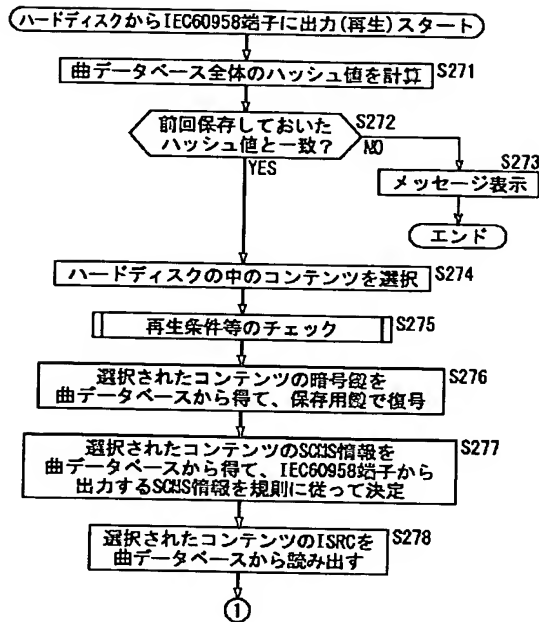 ハードディスクからIEC60958端子に出力(再生)スタート
曲データベース全体のハッシュ値を計算 S271
前回保存しておいた S272
ハッシュ値と一致? NO
YES
S273
メッセージ表示
エンド
ハードディスクの中のコンテンツを選択 S274
再生条件等のチェック S275
選択されたコンテンツの暗号鍵を S276
曲データベースから得て、保存用鍵で復号
選択されたコンテンツのSCMS情報を S277
曲データベースから得て、IEC60958端子から
出力するSCMS情報を規則に従って決定
選択されたコンテンツのISRCを S278
曲データベースから読み出す
①